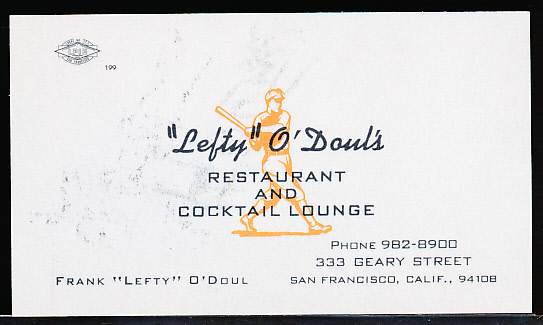 199
"Lefty" O'Doul's
RESTAURANT
AND
COCKTAIL LOUNGE
PHONE 982-8900
333 GEARY STREET
FRANK "LEFTY" O'DOUL
SAN FRANCISCO, CALIF., 94108